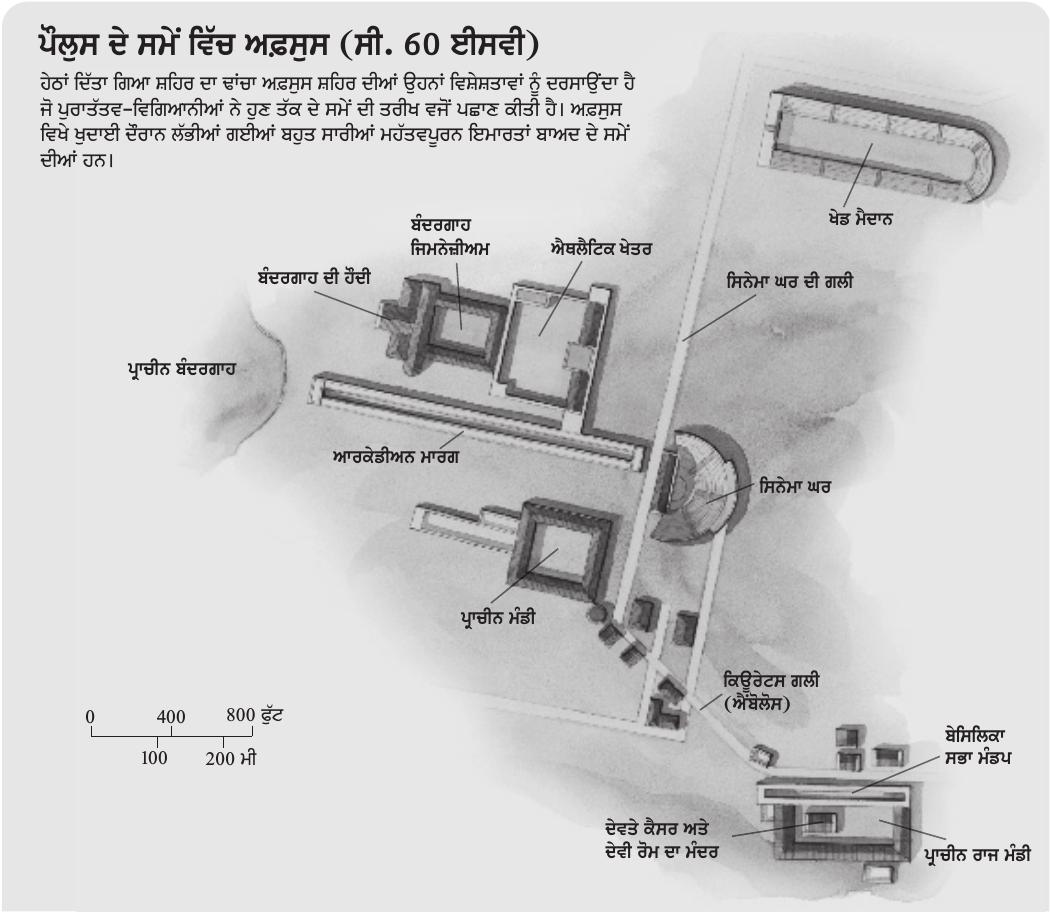 ਪੌਲੁਸ ਦੇ ਸਮੇਂ ਵਿੱਚ ਅਫ਼ਸੁਸ (ਸੀ. 60 ਈਸਵੀ)
ਹੇਠਾਂ ਦਿੱਤਾ ਗਿਆ ਸ਼ਹਿਰ ਦਾ ਢਾਂਚਾ ਅਫ਼ਸੁਸ ਸ਼ਹਿਰ ਦੀਆਂ ਉਹਨਾਂ ਵਿਸ਼ੇਸ਼ਤਾਵਾਂ ਨੂੰ ਦਰਸਾਉਂਦਾ ਹੈ
ਜੋ ਪੁਰਾਤੱਤਵ-ਵਿਗਿਆਨੀਆਂ ਨੇ ਹੁਣ ਤੱਕ ਦੇ ਸਮੇਂ ਦੀ ਤਰੀਖ ਵਜੋਂ ਪਛਾਣ ਕੀਤੀ ਹੈ। ਅਫ਼ਸੁਸ
ਵਿਖੇ ਖੁਦਾਈ ਦੌਰਾਨ ਲੱਭੀਆਂ ਗਈਆਂ ਬਹੁਤ ਸਾਰੀਆਂ ਮਹੱਤਵਪੂਰਨ ਇਮਾਰਤਾਂ ਬਾਅਦ ਦੇ ਸਮੇਂ
ਦੀਆਂ ਹਨ।
ਖੇਡ ਮੈਦਾਨ
ਬੰਦਰਗਾਹ
ਜਿਮਨੇਜ਼ੀਅਮ
ਐਥਲੈਟਿਕ ਖੇਤਰ
ਬੰਦਰਗਾਹ ਦੀ ਹੌਦੀ
ਸਿਨੇਮਾ ਘਰ ਦੀ ਗਲੀ
ਪ੍ਰਾਚੀਨ ਬੰਦਰਗਾਹ
ਆਰਕੇਡੀਅਨ ਮਾਰਗ
ਸਿਨੇਮਾ ਘਰ
ਪ੍ਰਾਚੀਨ ਮੰਡੀ
ਕਿਊਰੇਟਸ ਗਲੀ
(ਐਂਬੋਲੋਸ)
0 400 800 ਫੁੱਟ
100 200 ਮੀ
ਬੇਸਿਲਿਕਾ
ਸਭਾ ਮੰਡਪ
ਦੇਵਤੇ ਕੈਸਰ ਅਤੇ
ਦੇਵੀ ਰੋਮ ਦਾ ਮੰਦਰ
ਪ੍ਰਾਚੀਨ ਰਾਜ ਮੰਡੀ